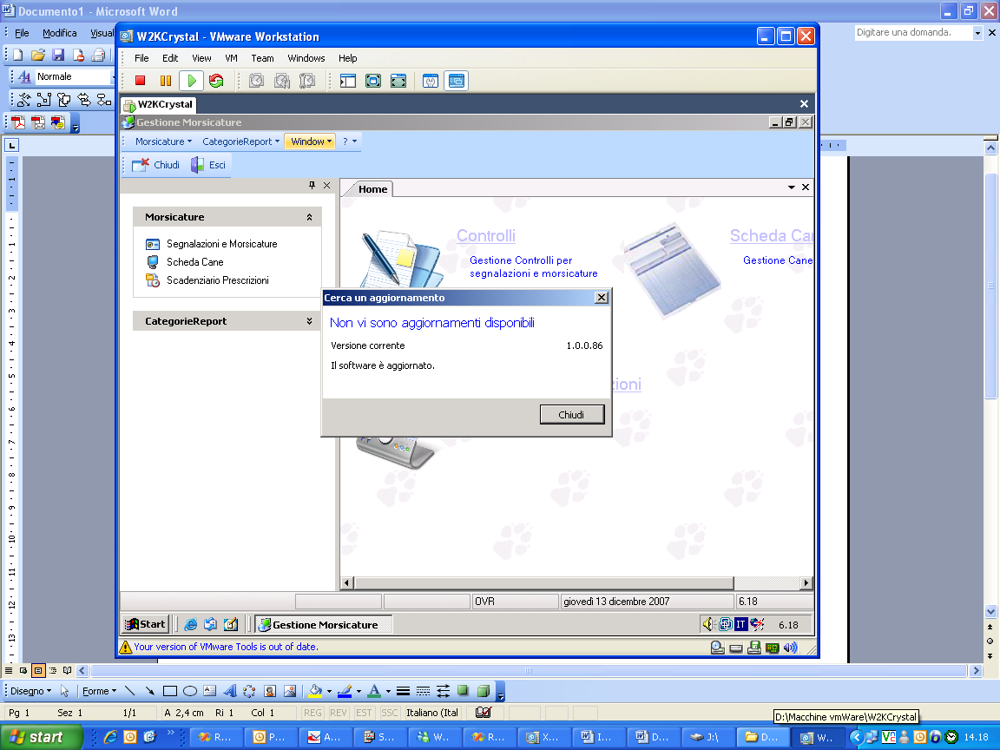 Documento1 - Microsoft Word
File Modifica Visual
Digitare una domanda.
Normale
W2KCrystal - VMware Workstation
File Edit View VM Team Windows Help
W2KCrystal
Gestione Morsicature
Morsicature CategorieReport Window ?
Chiudi Esci
Home
Morsicature
Segnalazioni e Morsicature
Scheda Cane
Scadenziario Prescrizioni
CategorieReport
Controlli
Gestione Controlli per
segnalazioni e morsicature
Scheda Ca
Gestione Cane
zioni
Cerca un aggiornamento
Non vi sono aggiornamenti disponibili
Versione corrente 1.0.0.86
Il software è aggiornato.
Chiudi
OVR giovedì 13 dicembre 2007 6.18
Start Gestione Morsicature IT 6.18
Your version of VMware Tools is out of date.
Disegno Forme
Pg 1 Sez 1 1/1 A 2,4 cm Ri 1 Col 1 REG REV EST SSC Italiano (Ital
D:\Macchine vmWare\W2KCrystal
start R... P... A... S... W... R... X... I... D... J:\ D... W... 14.18